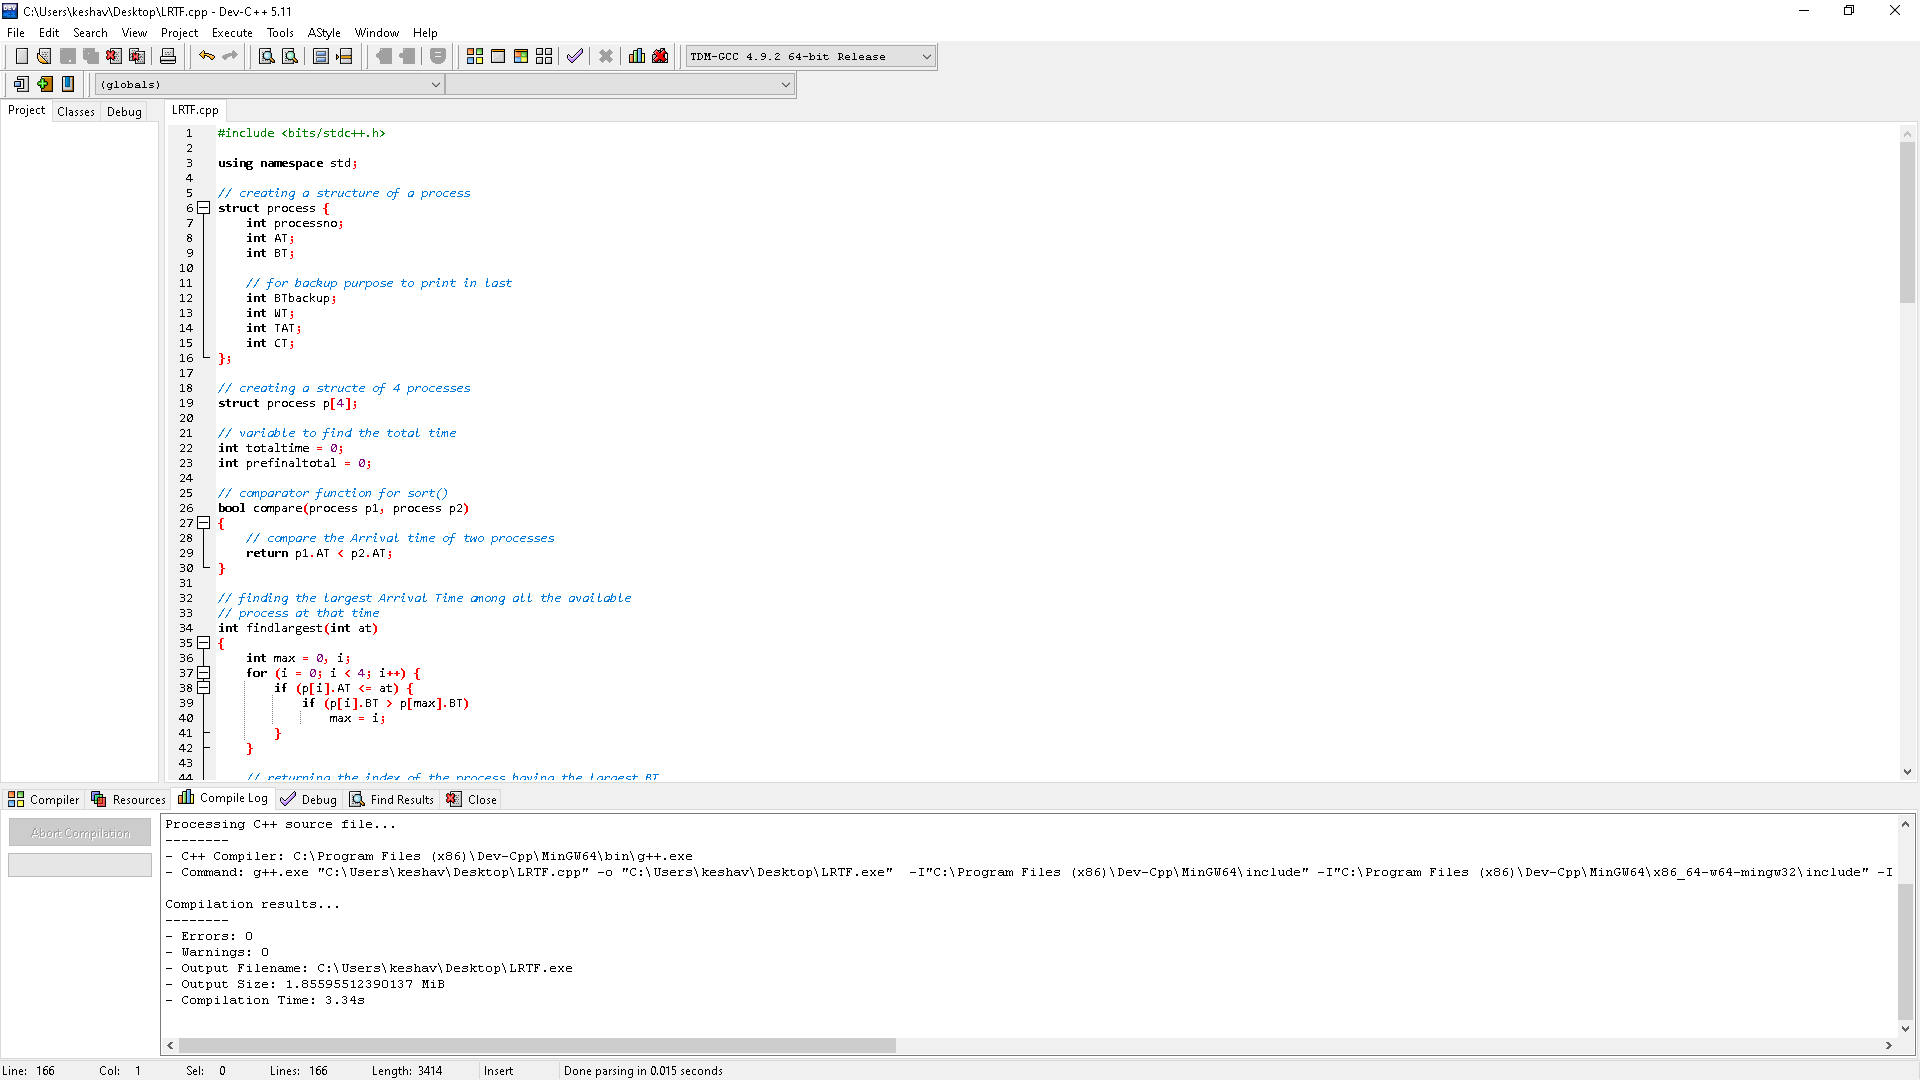 C:\Users\keshav\Desktop\LRTF.cpp - Dev-C++ 5.11
File Edit Search View Project Execute Tools AStyle Window Help
TDM-GCC 4.9.2 64-bit Release
(globals)
Project Classes Debug
LRTF.cpp
1 #include <bits/stdc++.h>
2
3 using namespace std;
4
5 // creating a structure of a process
6 struct process {
7 int processno;
8 int AT;
9 int BT;
10
11 // for backup purpose to print in last
12 int BTbackup;
13 int WT;
14 int TAT;
15 int CT;
16 };
17
18 // creating a structe of 4 processes
19 struct process p[4];
20
21 // variable to find the total time
22 int totaltime = 0;
23 int prefinaltotal = 0;
24
25 // comparator function for sort()
26 bool compare(process p1, process p2)
27 {
28 // compare the Arrival time of two processes
29 return p1.AT < p2.AT;
30 }
31
32 // finding the largest Arrival Time among all the available
33 // process at that time
34 int findlargest(int at)
35 {
36 int max = 0, i;
37 for (i = 0; i < 4; i++) {
38 if (p[i].AT <= at) {
39 if (p[i].BT > p[max].BT)
40 max = i;
41 }
42 }
43
44 // returning the index of the process having the largest BT
Compiler Resources Compile Log Debug Find Results Close
Abort Compilation
Processing C++ source file...
--------
- C++ Compiler: C:\Program Files (x86)\Dev-Cpp\MinGW64\bin\g++.exe
- Command: g++.exe "C:\Users\keshav\Desktop\LRTF.cpp" -o "C:\Users\keshav\Desktop\LRTF.exe" -I"C:\Program Files (x86)\Dev-Cpp\MinGW64\include" -I"C:\Program Files (x86)\Dev-Cpp\MinGW64\x86_64-w64-mingw32\include" -I
Compilation results...
--------
- Errors: 0
- Warnings: 0
- Output Filename: C:\Users\keshav\Desktop\LRTF.exe
- Output Size: 1.85595512390137 MiB
- Compilation Time: 3.34s
Line: 166 Col: 1 Sel: 0 Lines: 166 Length: 3414 Insert Done parsing in 0.015 seconds